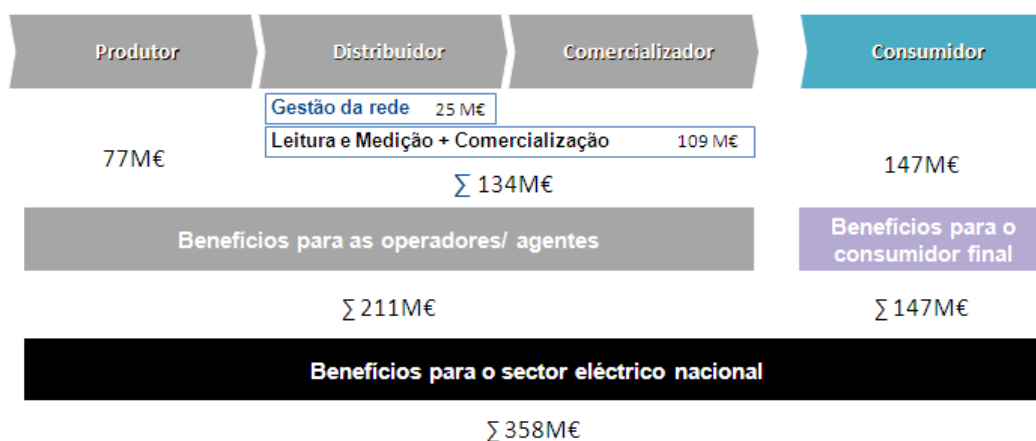 Produtor
Distribuidor
Comercializador
Consumidor
Gestão da rede 25 M€
Leitura e Medição + Comercialização 109 M€
77M€
147M€
∑ 134M€
Benefícios para as operadores/ agentes
Benefícios para o
consumidor final
∑ 211M€
∑ 147M€
Benefícios para o sector eléctrico nacional
∑ 358M€